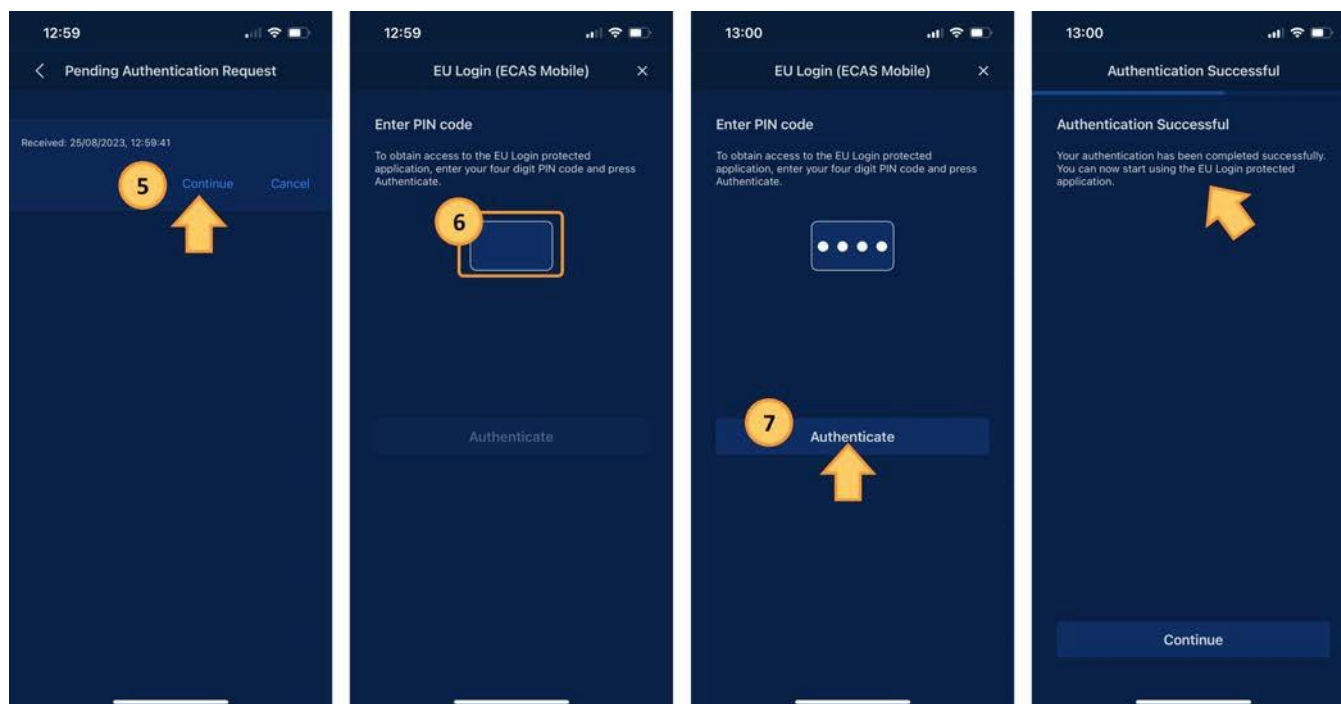 12:59
Pending Authentication Request
Received: 25/08/2023, 12:59:41
5
Continue
Cancel
12:59
EU Login (ECAS Mobile)
Enter PIN code
To obtain access to the EU Login protected
application, enter your four digit PIN code and press
Authenticate.
6
Authenticate
13:00
EU Login (ECAS Mobile)
Enter PIN code
To obtain access to the EU Login protected
application, enter your four digit PIN code and press
Authenticate.
7
Authenticate
13:00
Authentication Successful
Authentication Successful
Your authentication has been completed successfully.
You can now start using the EU Login protected
application.
Continue